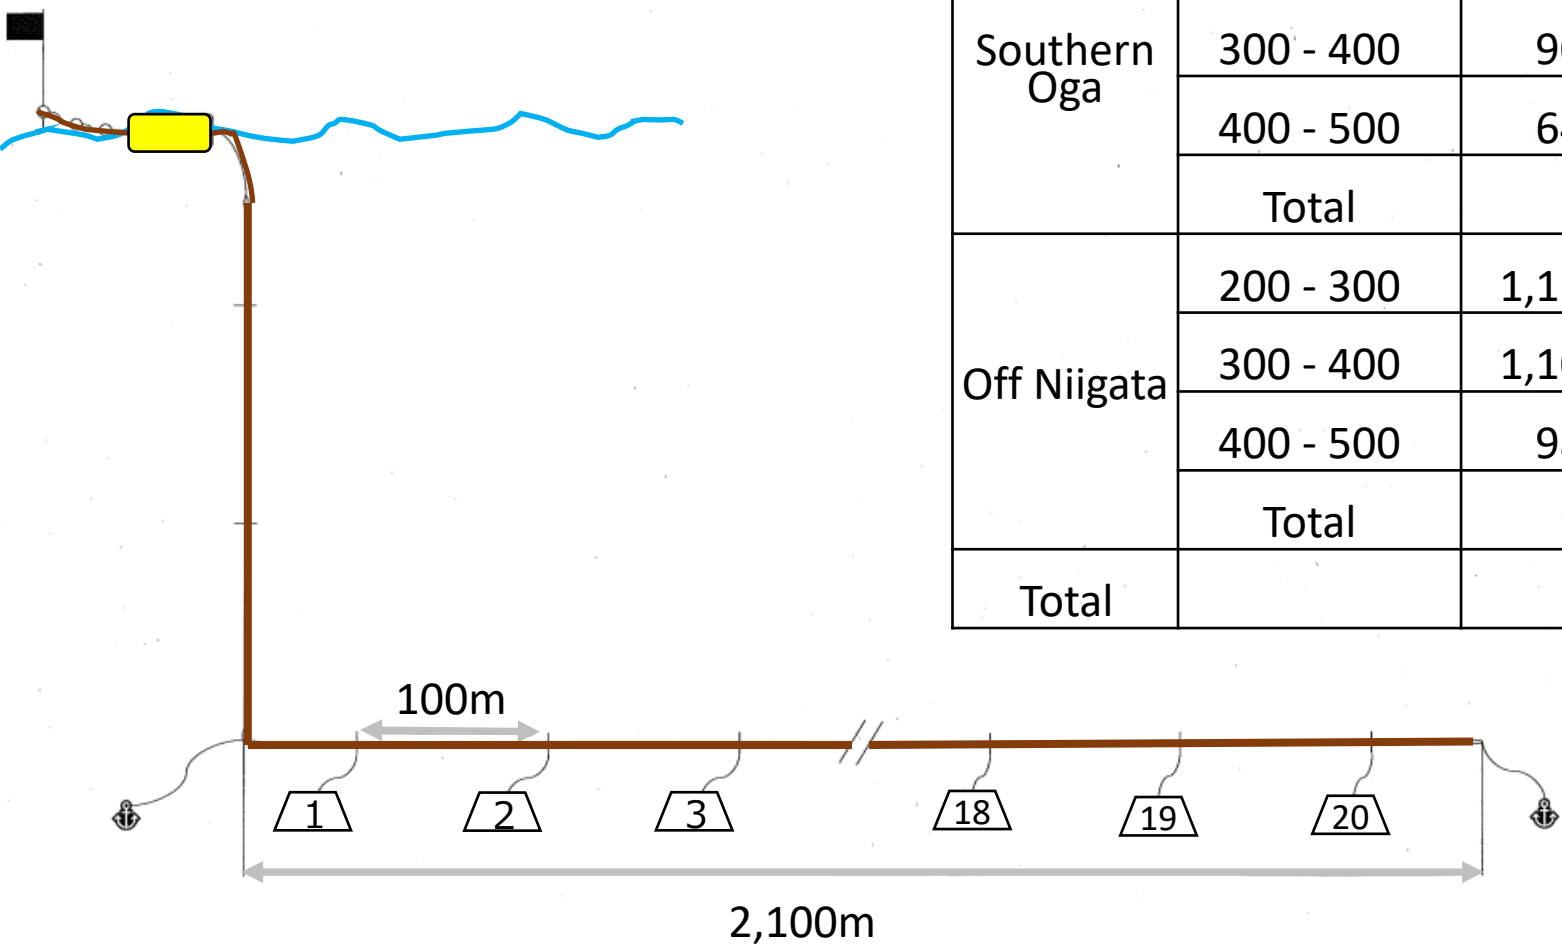 Southern
Oga
300 - 400
400 - 500
Total
Off Niigata
200 - 300
300 - 400
400 - 500
Total
Total
100m
1
2
3
18
19
20
2,100m